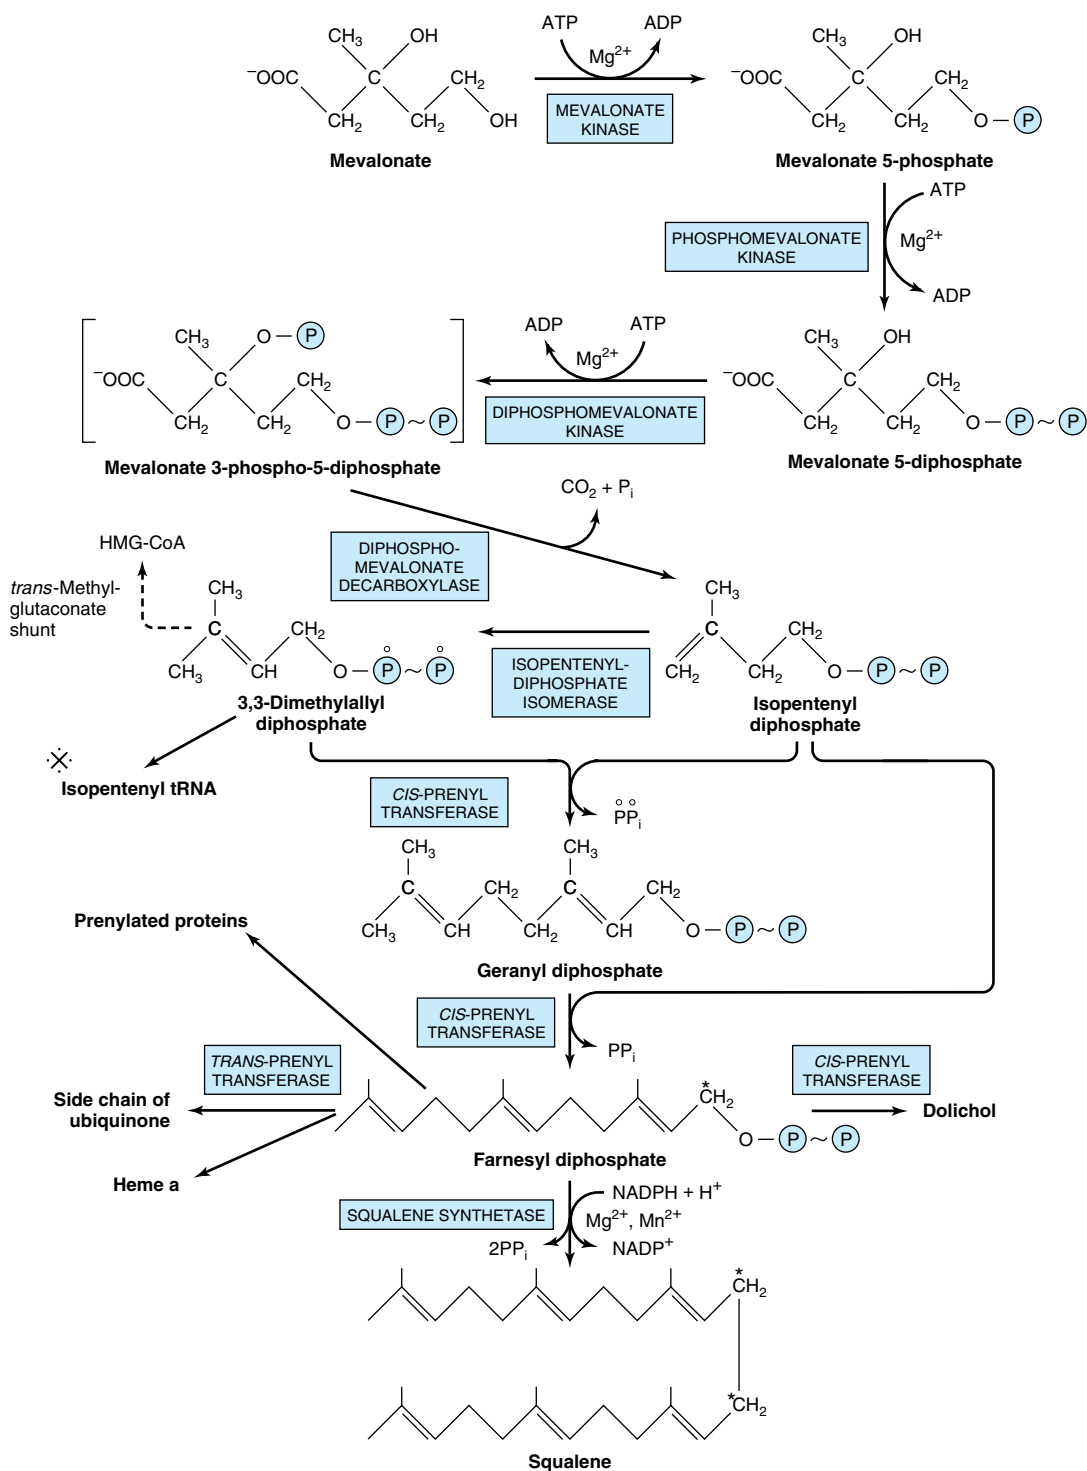 ATP ADP
CH3 OH Mg2+ CH3 OH
−OOC C CH2 −OOC C CH2
CH2 CH2 OH MEVALONATE KINASE CH2 CH2 O – P
Mevalonate Mevalonate 5-phosphate
ATP
PHOSPHOMEVALONATE
KINASE
Mg2+
ADP
CH3 O – P ADP ATP CH3 OH
Mg2+
−OOC C CH2 −OOC C CH2
CH2 CH2 O – P ~ P CH2 CH2 O – P ~ P
DIPHOSPHOMEVALONATE
KINASE
Mevalonate 3-phospho-5-diphosphate
Mevalonate 5-diphosphate
CO2 + Pi
DIPHOSPHO-
MEVALONATE
DECARBOXYLASE
HMG-CoA
trans-Methyl-
glutaconate
shunt
CH3 CH3
C CH2 C CH2
CH3 CH O – P ~ P CH2 CH2 O – P ~ P
ISOPENTENYL-
DIPHOSPHATE
ISOMERASE
3,3-Dimethylallyl
diphosphate
Isopentenyl
diphosphate
Isopentenyl tRNA
CIS-PRENYL
TRANSFERASE
PPi
CH3 CH3
C CH2 C CH2
CH3 CH CH2 CH O – P ~ P
Geranyl diphosphate
Prenylated proteins
CIS-PRENYL
TRANSFERASE
PPi
TRANS-PRENYL
TRANSFERASE
CIS-PRENYL
TRANSFERASE
Side chain of
ubiquinone
*CH2
O – P ~ P
Dolichol
Farnesyl diphosphate
Heme a
SQUALENE SYNTHETASE
NADPH + H+
Mg2+, Mn2+
2PPi NADP+
*CH2
*CH2
Squalene